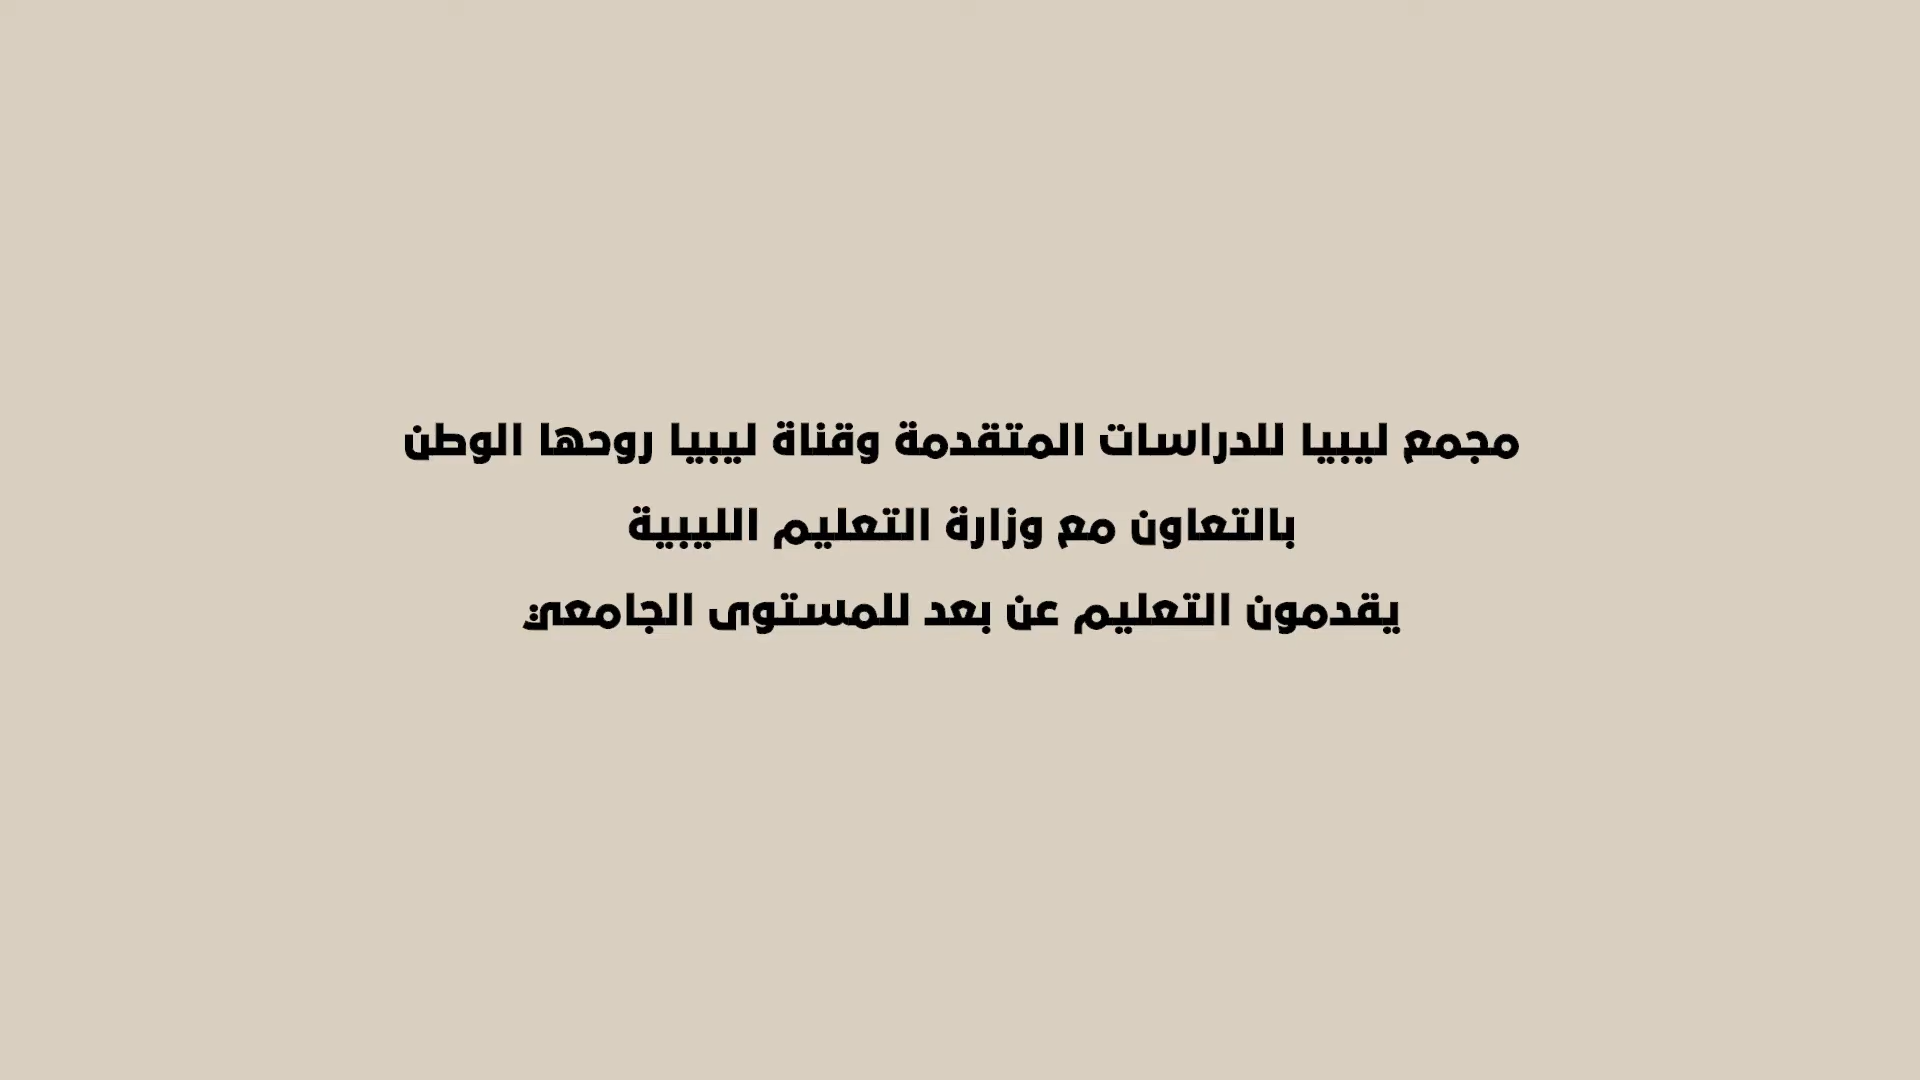 مجمع ليبيا للدراسات المتقدمة وقناة ليبيا روحها الوطن
بالتعاون مع وزارة التعليم الليبية
يقدمون التعليم عن بعد للمستوى الجامعي